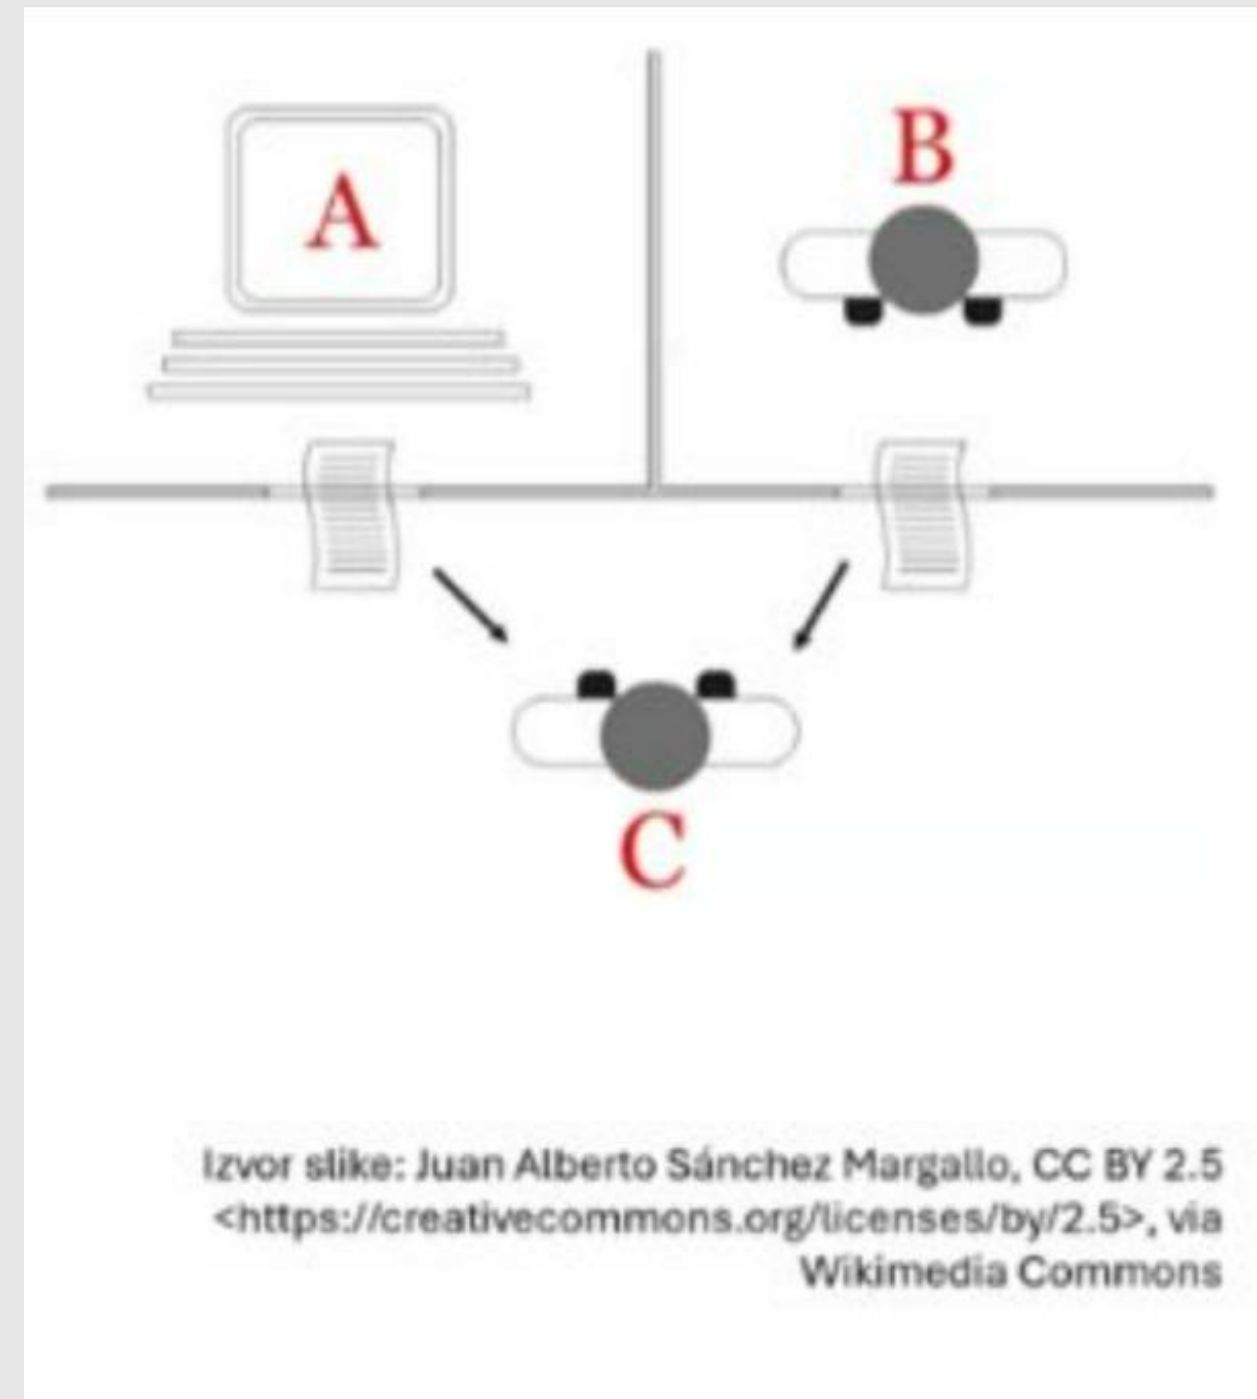 A
B
C
Izvor slike: Juan Alberto Sánchez Margallo, CC BY 2.5
<https://creativecommons.org/licenses/by/2.5>, via
Wikimedia Commons